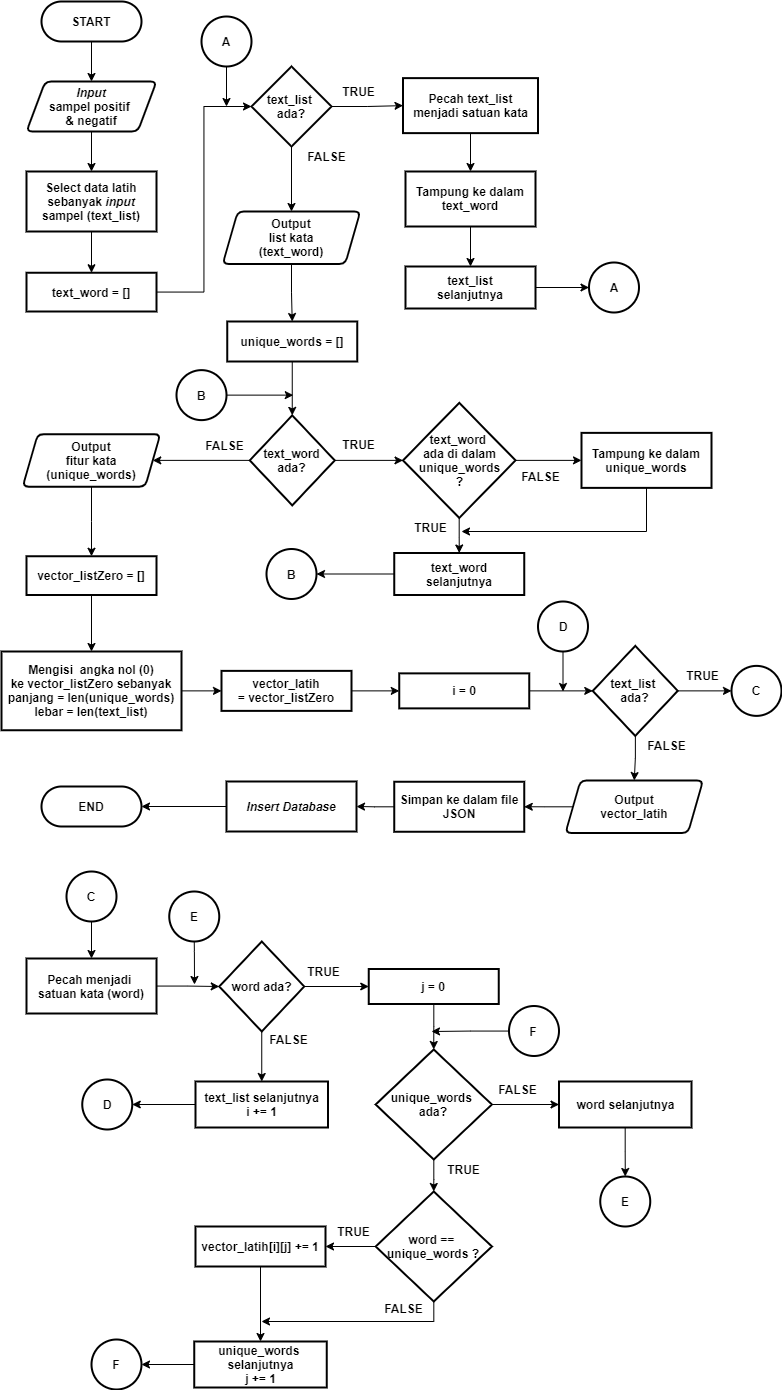 START
A
Input
sampel positif
& negatif
text_list
ada?
TRUE
Pecah text_list
menjadi satuan kata
FALSE
Select data latih
sebanyak input
sampel (text_list)
Tampung ke dalam
text_word
Output
list kata
(text_word)
text_word = []
text_list
selanjutnya
A
unique_words = []
B
text_word
ada?
FALSE
TRUE
Output
fitur kata
(unique_words)
text_word
ada di dalam
unique_words
?
FALSE
Tampung ke dalam
unique_words
TRUE
text_word
selanjutnya
B
vector_listZero = []
D
Mengisi angka nol (0)
ke vector_listZero sebanyak
panjang = len(unique_words)
lebar = len(text_list)
vector_latih
= vector_listZero
i = 0
text_list
ada?
TRUE
C
FALSE
Output
vector_latih
Simpan ke dalam file
JSON
Insert Database
END
C
E
Pecah menjadi
satuan kata (word)
word ada?
TRUE
j = 0
FALSE
F
text_list selanjutnya
i += 1
D
unique_words
ada?
FALSE
word selanjutnya
TRUE
E
word ==
unique_words ?
TRUE
vector_latih[i][j] += 1
FALSE
unique_words
selanjutnya
j += 1
F